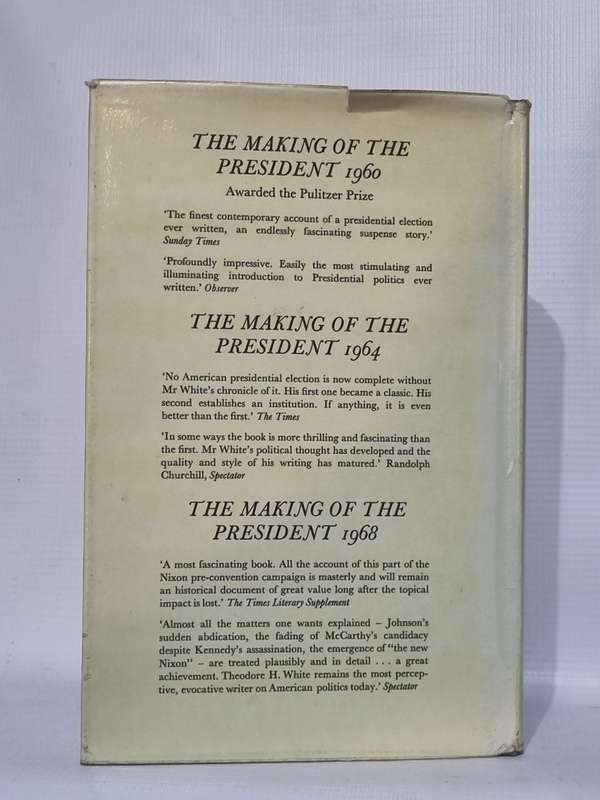 THE MAKING OF THE
PRESIDENT 1960
Awarded the Pulitzer Prize
'The finest contemporary account of a presidential election
ever written, an endlessly fascinating suspense story.'
Sunday Times
'Profoundly impressive. Easily the most stimulating and
illuminating introduction to Presidential politics ever
written.' Observer
THE MAKING OF THE
PRESIDENT 1964
'No American presidential election is now complete without
Mr White's chronicle of it. His first one became a classic. His
second establishes an institution. If anything, it is even
better than the first.' The Times
'In some ways the book is more thrilling and fascinating than
the first. Mr White's political thought has developed and the
quality and style of his writing has matured.' Randolph
Churchill, Spectator
THE MAKING OF THE
PRESIDENT 1968
'A most fascinating book. All the account of this part of the
Nixon pre-convention campaign is masterly and will remain
an historical document of great value long after the topical
impact is lost.' The Times Literary Supplement
'Almost all the matters one wants explained – Johnson's
sudden abdication, the fading of McCarthy's candidacy
despite Kennedy's assassination, the emergence of "the new
Nixon" – are treated plausibly and in detail . . . a great
achievement. Theodore H. White remains the most percep-
tive, evocative writer on American politics today.' Spectator